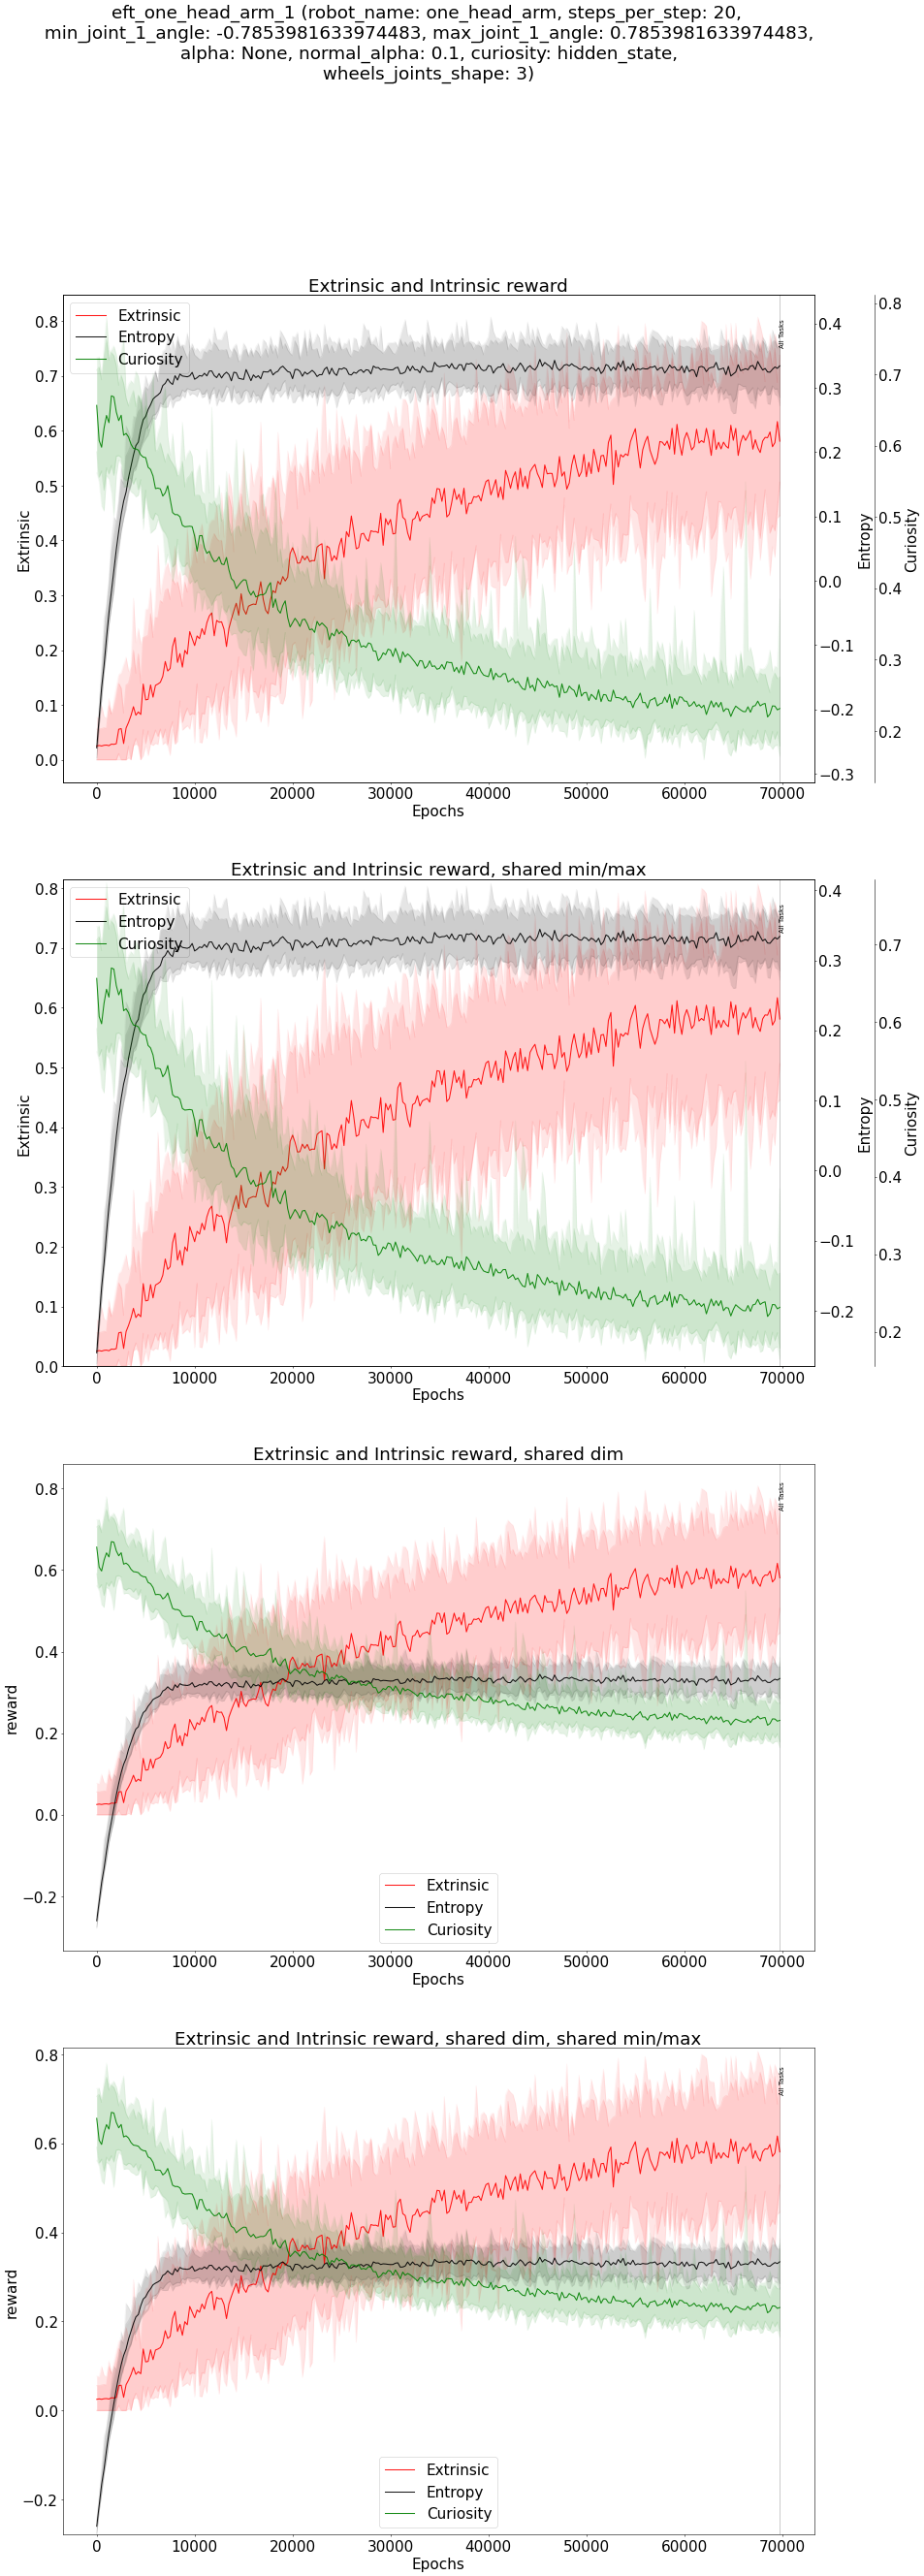 eft_one_head_arm_1 (robot_name: one_head_arm, steps_per_step: 20,
min_joint_1_angle: -0.7853981633974483, max_joint_1_angle: 0.7853981633974483,
alpha: None, normal_alpha: 0.1, curiosity: hidden_state,
wheels_joints_shape: 3)
Extrinsic and Intrinsic reward
Extrinsic
Entropy
Curiosity
All Tasks
0.8
0.7
0.6
0.5
0.4
0.3
0.2
0.1
0.0
Extrinsic
0.4
0.3
0.2
0.1
0.0
−0.1
−0.2
−0.3
Entropy
0.8
0.7
0.6
0.5
0.4
0.3
0.2
Curiosity
0 10000 20000 30000 40000 50000 60000 70000
Epochs
Extrinsic and Intrinsic reward, shared min/max
Extrinsic
Entropy
Curiosity
All Tasks
0.8
0.7
0.6
0.5
0.4
0.3
0.2
0.1
0.0
Extrinsic
0.4
0.3
0.2
0.1
0.0
−0.1
−0.2
Entropy
0.7
0.5
0.4
0.3
0.2
Curiosity
0 10000 20000 30000 40000 50000 60000 70000
Epochs
Extrinsic and Intrinsic reward, shared dim
All Tasks
0.8
0.6
0.4
0.2
0.0
−0.2
reward
Extrinsic
Entropy
Curiosity
0 10000 20000 30000 40000 50000 60000 70000
Epochs
Extrinsic and Intrinsic reward, shared dim, shared min/max
All Tasks
0.8
0.6
0.4
0.2
0.0
−0.2
reward
Extrinsic
Entropy
Curiosity
0 10000 20000 30000 40000 50000 60000 70000
Epochs